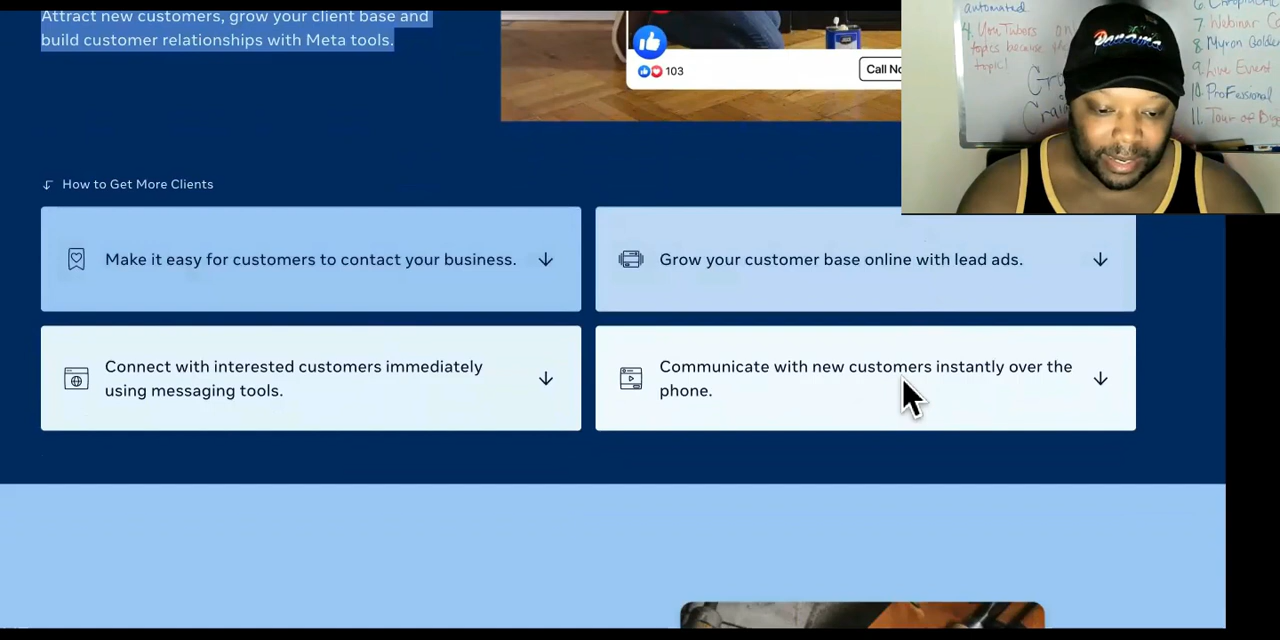 Attract new customers, grow your client base and
build customer relationships with Meta tools.
103
Call No
How to Get More Clients
Make it easy for customers to contact your business.
Grow your customer base online with lead ads.
Connect with interested customers immediately
using messaging tools.
Communicate with new customers instantly over the
phone.
automated
4. YouTubers on
topics because
topic!
Panama
7. Webinar
8. Myron Golden
9. Live Event
10. Professional
11. Tour of